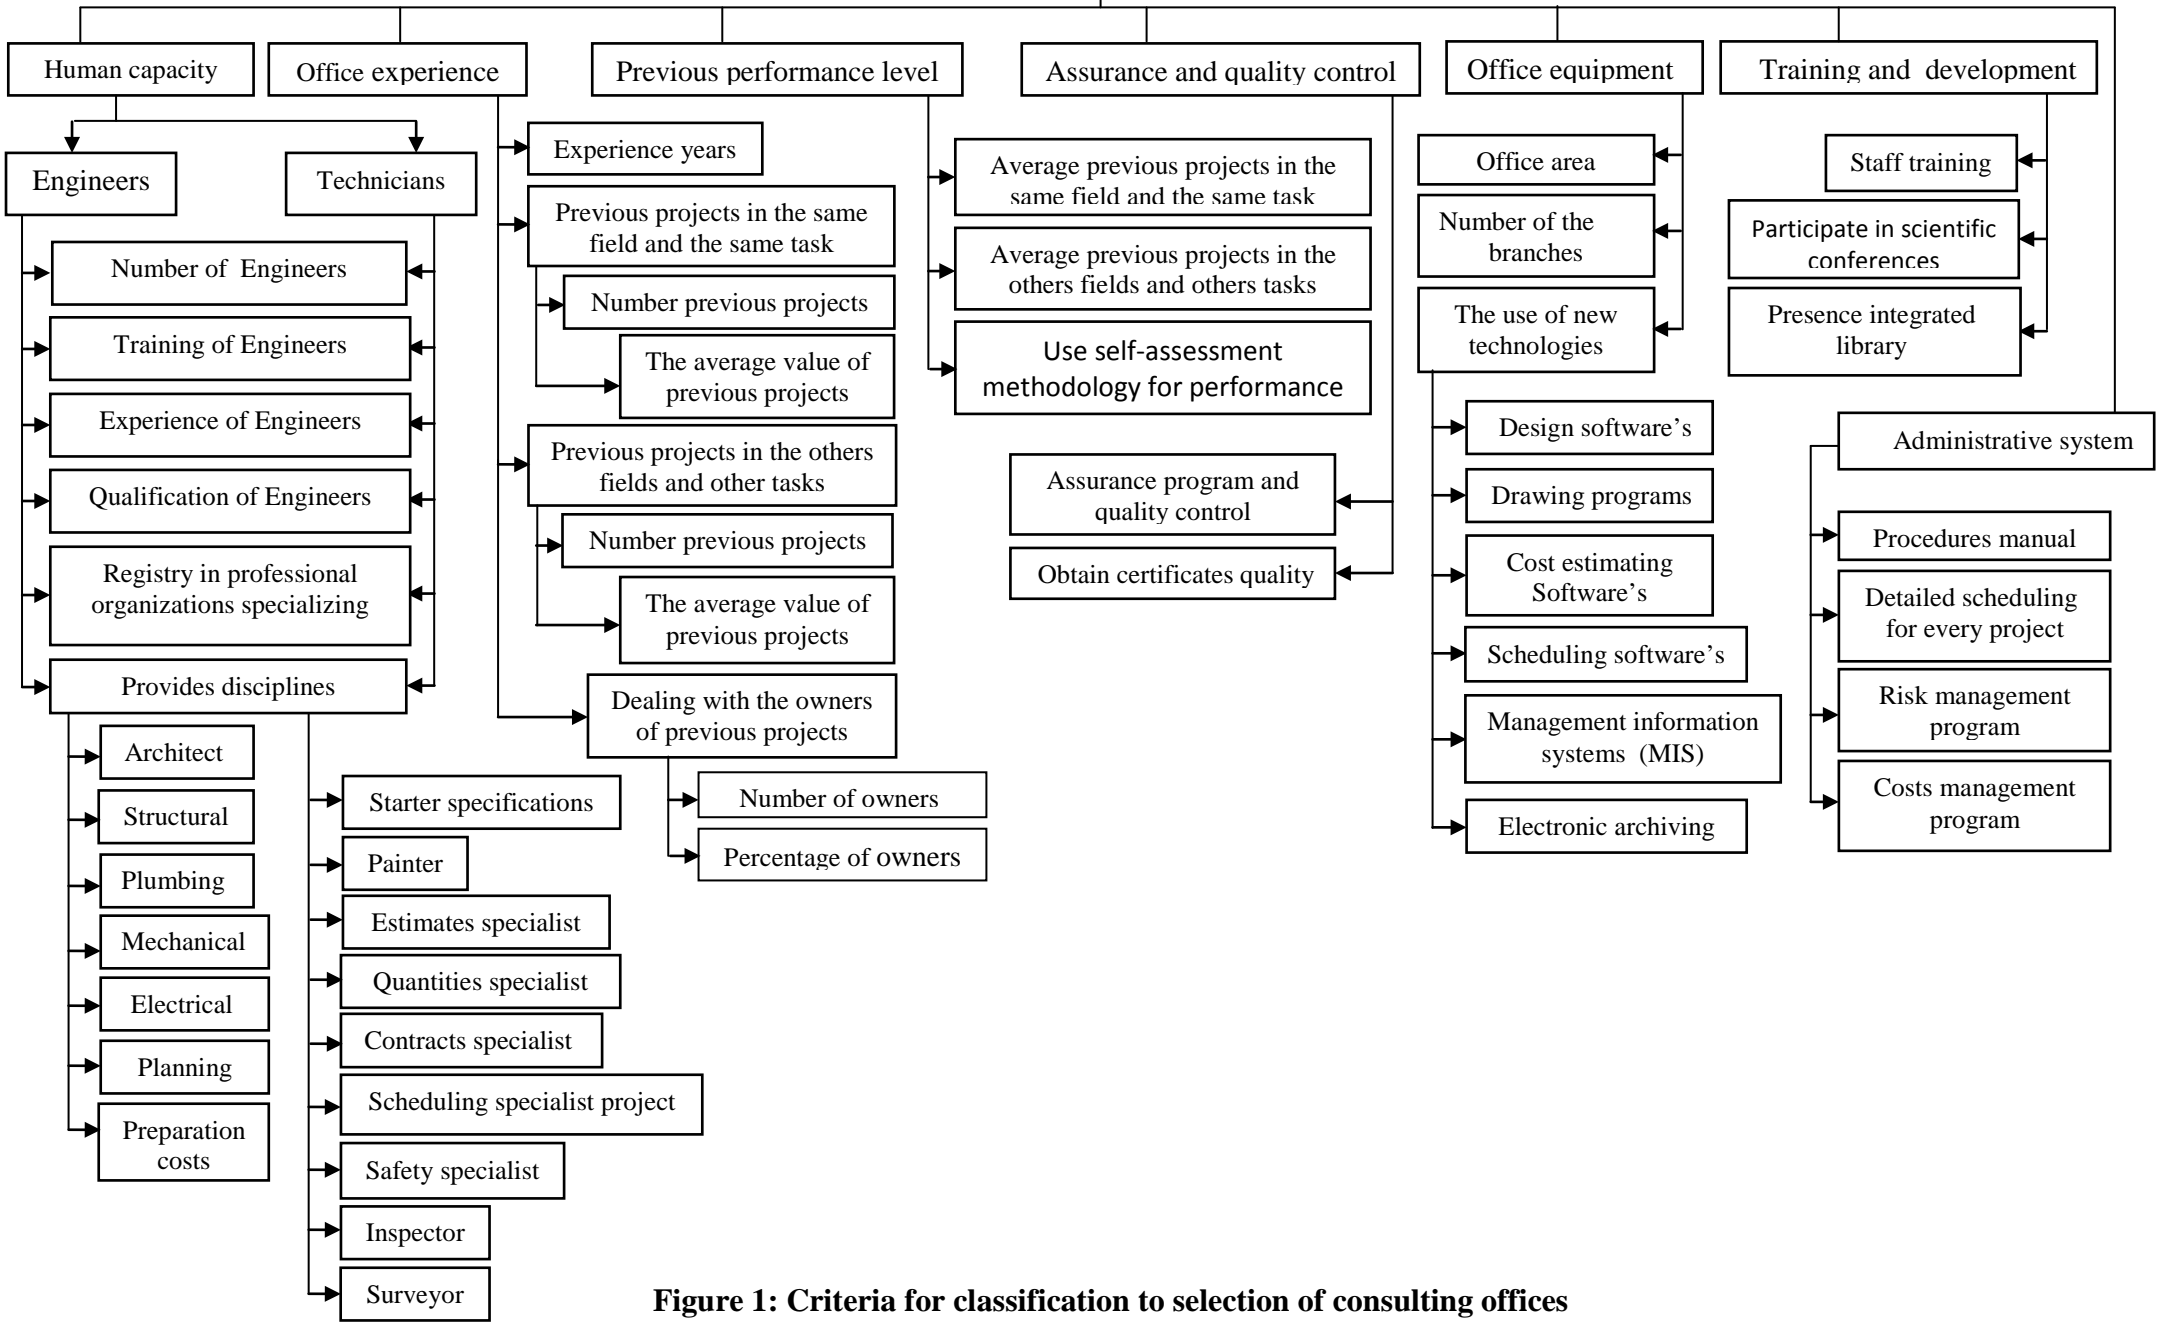 Human capacity
Office experience
Previous performance level
Assurance and quality control
Office equipment
Training and development
Engineers
Technicians
Number of Engineers
Training of Engineers
Experience of Engineers
Qualification of Engineers
Registry in professional
organizations specializing
Provides disciplines
Architect
Structural
Plumbing
Mechanical
Electrical
Planning
Preparation
costs
Starter specifications
Painter
Estimates specialist
Quantities specialist
Contracts specialist
Scheduling specialist project
Safety specialist
Inspector
Surveyor
Experience years
Previous projects in the same
field and the same task
Number previous projects
The average value of
previous projects
Previous projects in the others
fields and other tasks
Number previous projects
The average value of
previous projects
Dealing with the owners
of previous projects
Number of owners
Percentage of owners
Average previous projects in the
same field and the same task
Average previous projects in the
others fields and others tasks
Use self-assessment
methodology for performance
Assurance program and
quality control
Obtain certificates quality
Office area
Number of the
branches
The use of new
technologies
Design software’s
Drawing programs
Cost estimating
Software’s
Scheduling software’s
Management information
systems (MIS)
Electronic archiving
Staff training
Participate in scientific
conferences
Presence integrated
library
Administrative system
Procedures manual
Detailed scheduling
for every project
Risk management
program
Costs management
program
Figure 1: Criteria for classification to selection of consulting offices